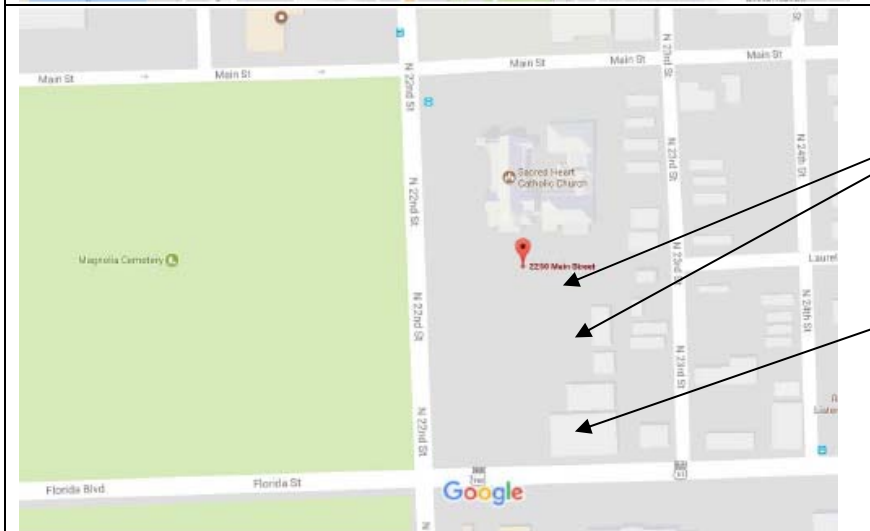 Main St
Main St
Main St
Main St
Main St
N 22nd St
N 23rd St
N 24th St
Sacred Heart
Catholic Church
N 22nd St
Magnolia Cemetery
2250 Main Street
N 23rd St
Laurel
N 22nd St
N 24th St
N 23rd St
N 22nd St
Florida Blvd
Florida St
Google
N